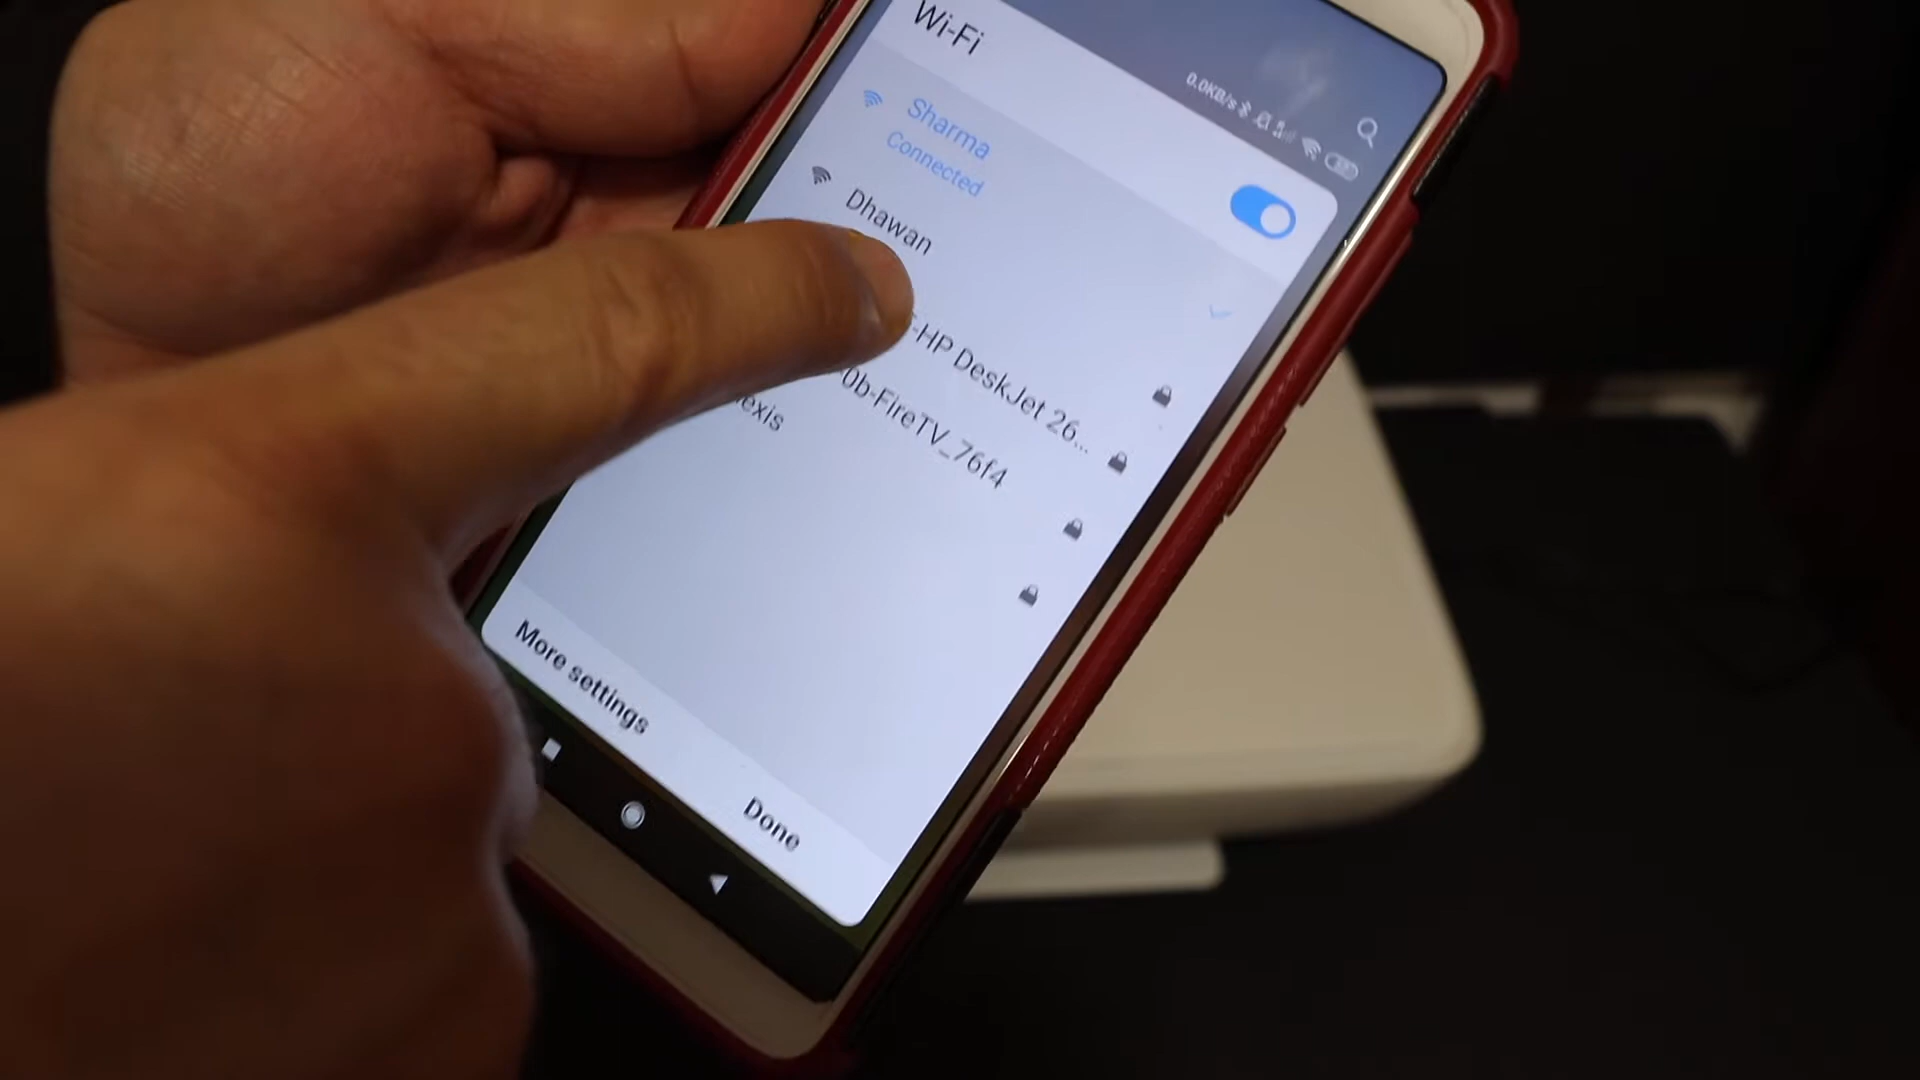 Wi-Fi
0.0KB/s
Sharma
Connected
Dhawan
-HP DeskJet 26...
0b-FireTV_76f4
exis
More settings
Done